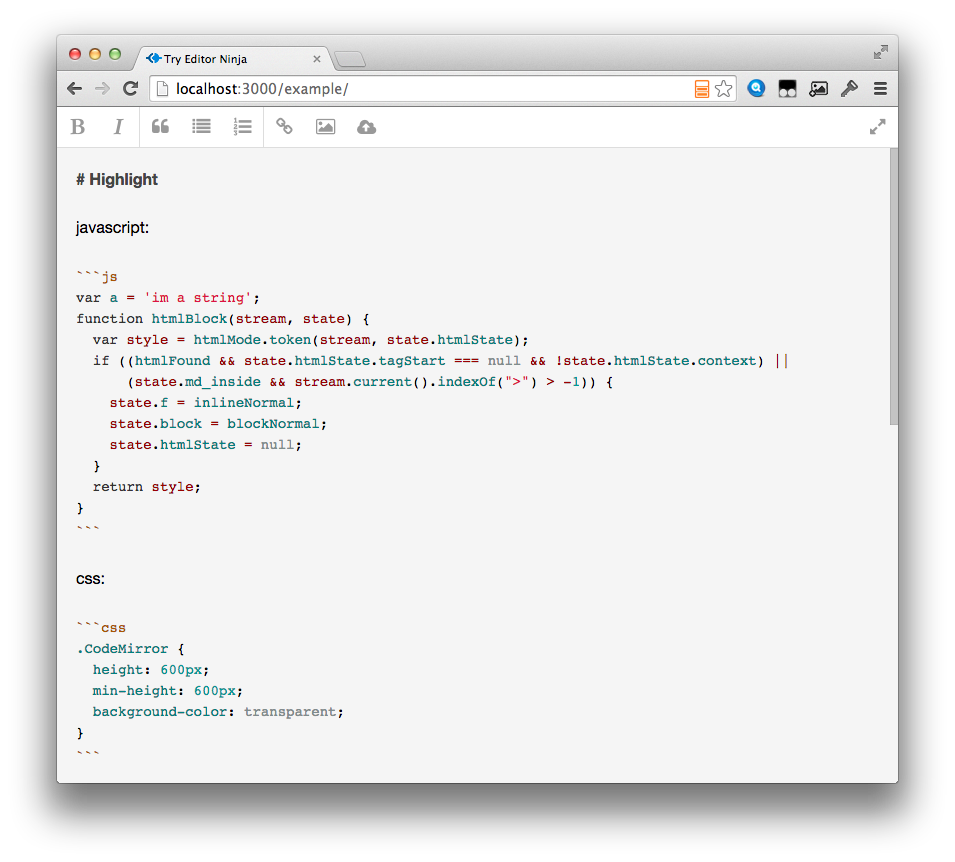 Try Editor Ninja
localhost:3000/example/
B I
# Highlight
javascript:
```js
var a = 'im a string';
function htmlBlock(stream, state) {
  var style = htmlMode.token(stream, state.htmlState);
  if ((htmlFound && state.htmlState.tagStart === null && !state.htmlState.context) ||
      (state.md_inside && stream.current().indexOf(">") > -1)) {
    state.f = inlineNormal;
    state.block = blockNormal;
    state.htmlState = null;
  }
  return style;
}
```
css:
```css
.CodeMirror {
  height: 600px;
  min-height: 600px;
  background-color: transparent;
}
```